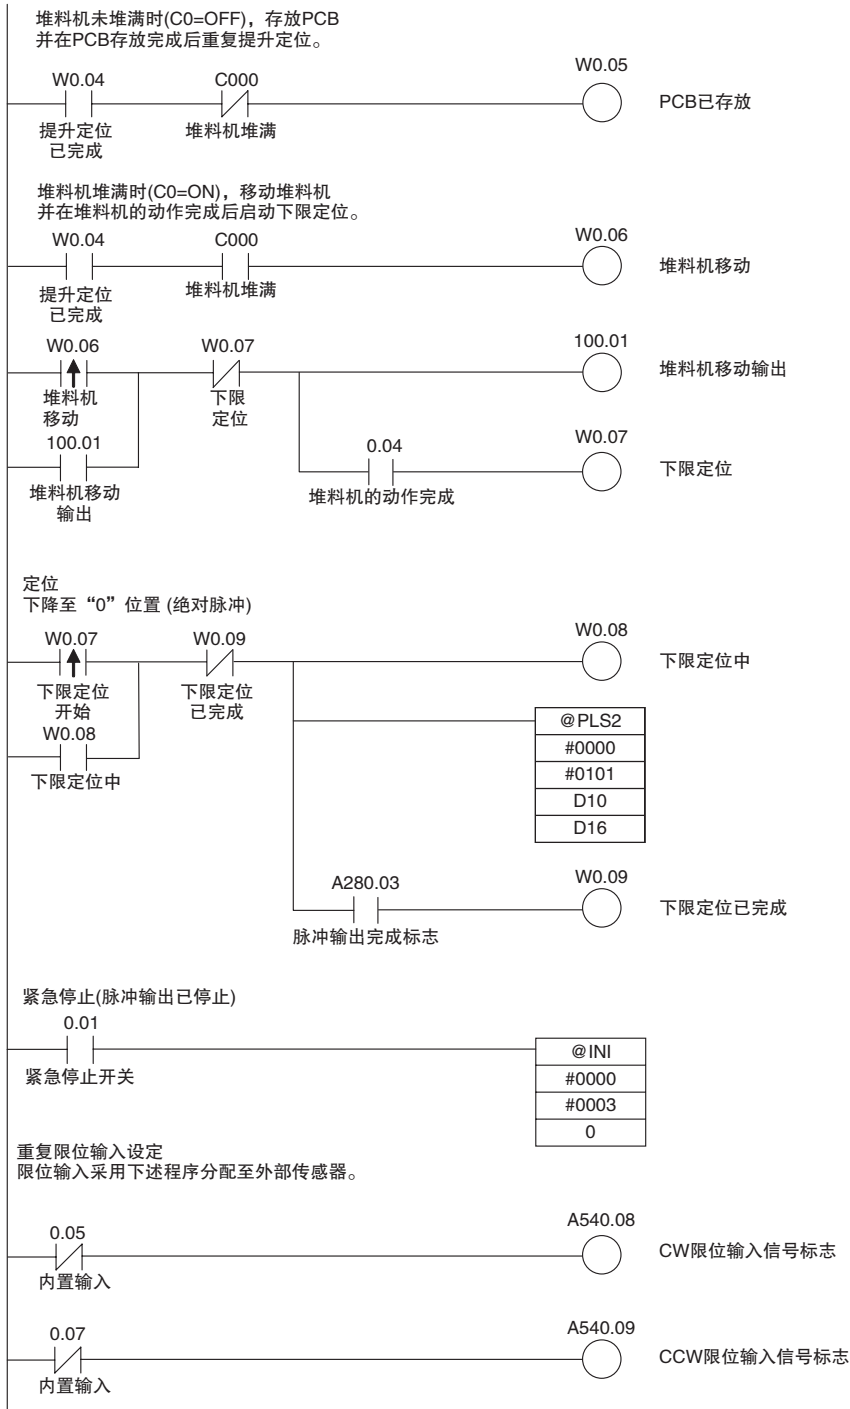 堆料机未堆满时(C0=OFF)，存放PCB
并在PCB存放完成后重复提升定位。
W0.04
C000
W0.05
PCB已存放
提升定位
已完成
堆料机堆满
堆料机堆满时(C0=ON)，移动堆料机
并在堆料机的动作完成后启动下限定位。
W0.04
C000
W0.06
堆料机移动
提升定位
已完成
堆料机堆满
W0.06
W0.07
100.01
堆料机移动输出
堆料机
移动
下限
定位
100.01
0.04
W0.07
下限定位
堆料机移动
输出
堆料机的动作完成
定位
下降至“0”位置 (绝对脉冲)
W0.07
W0.09
W0.08
下限定位中
下限定位
开始
下限定位
已完成
W0.08
下限定位中
@PLS2
#0000
#0101
D10
D16
A280.03
W0.09
下限定位已完成
脉冲输出完成标志
紧急停止(脉冲输出已停止)
0.01
紧急停止开关
@INI
#0000
#0003
0
重复限位输入设定
限位输入采用下述程序分配至外部传感器。
0.05
A540.08
CW限位输入信号标志
内置输入
0.07
A540.09
CCW限位输入信号标志
内置输入